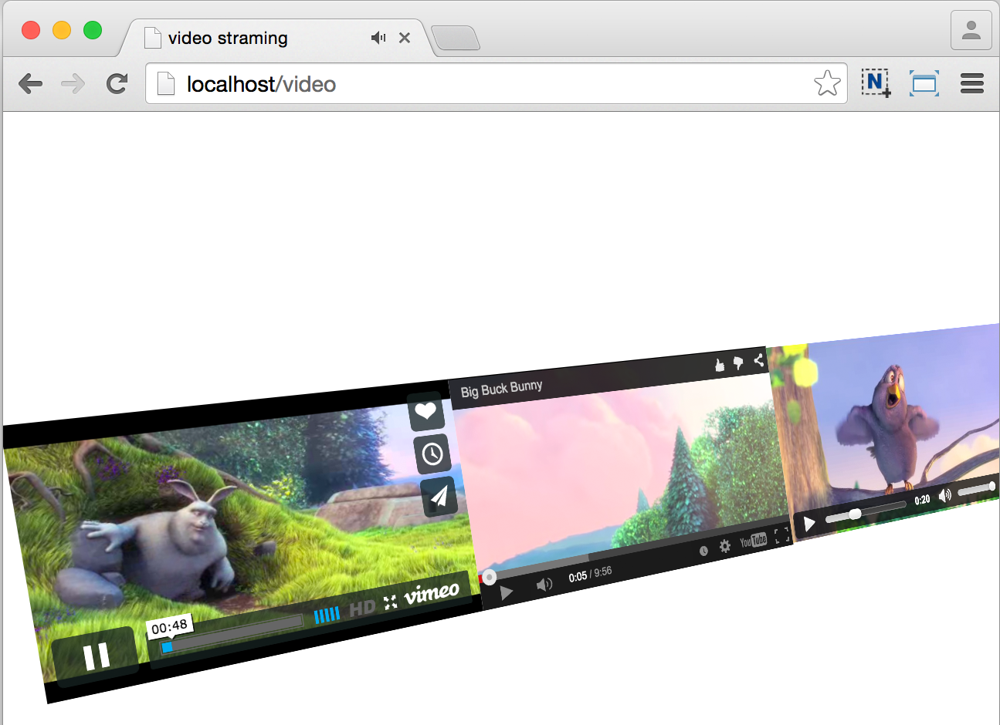 video straming
localhost/video
N
Big Buck Bunny
0:20
YouTube
0:05 / 9:56
HD vimeo
00:48